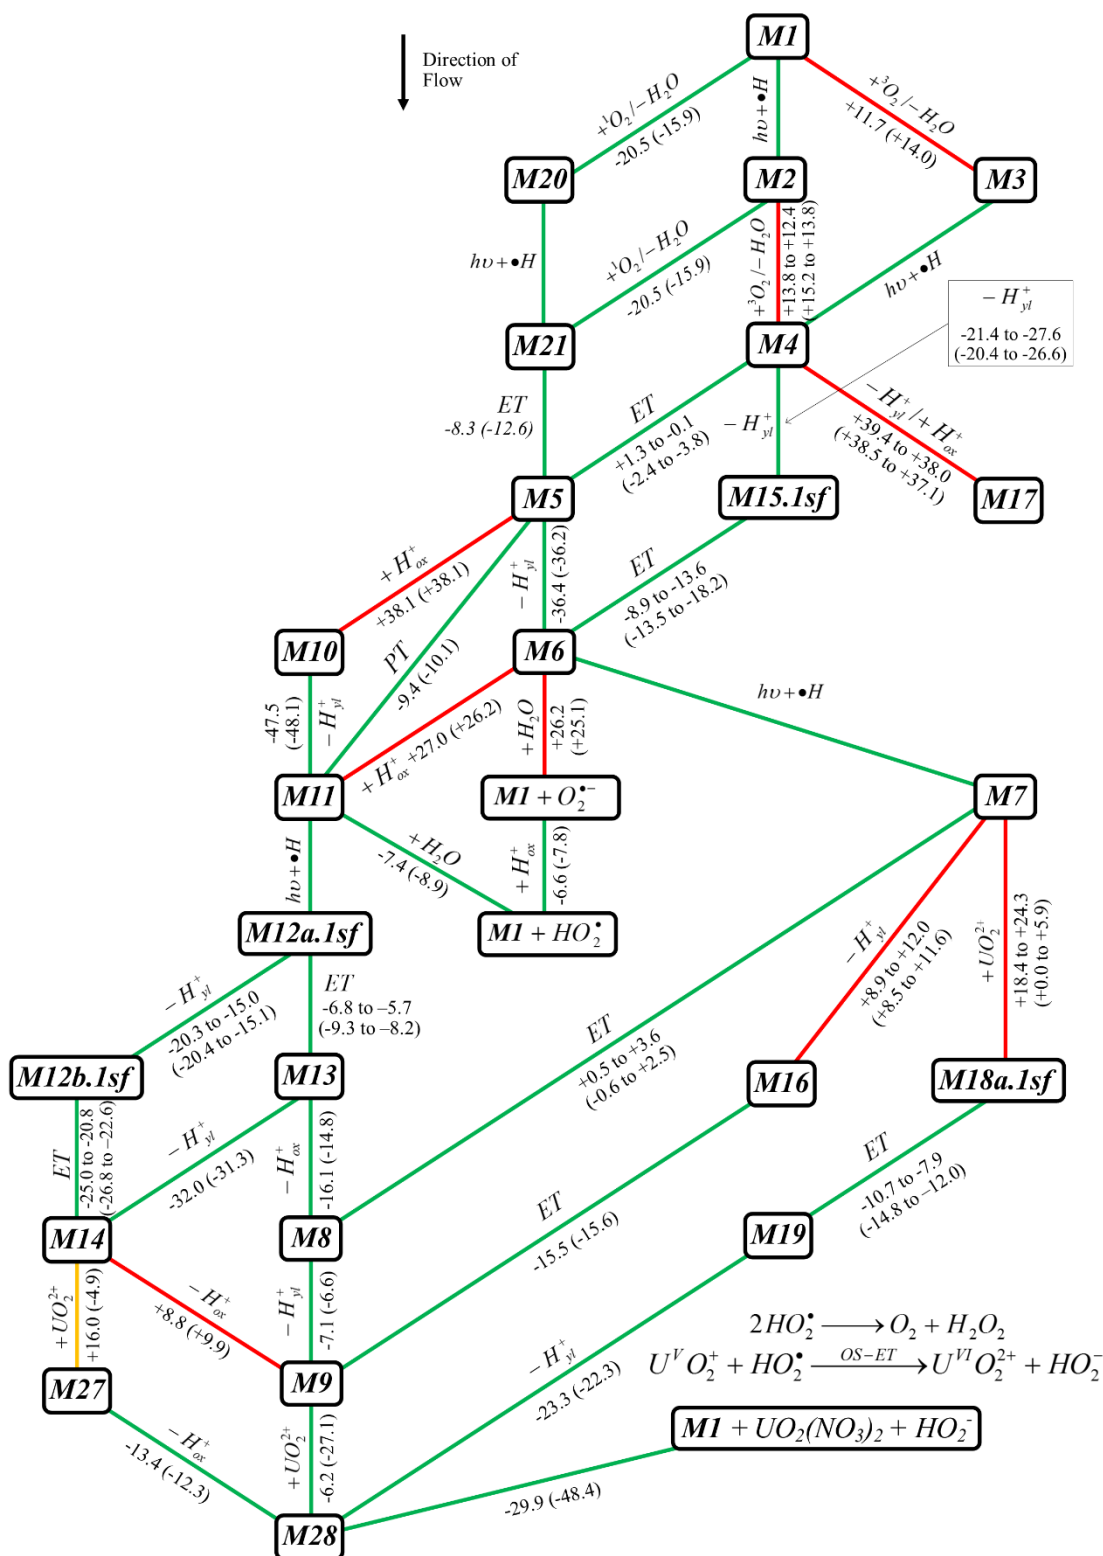 M1
Direction of
Flow
+¹O₂/−H₂O
-20.5 (-15.9)
hυ+•H
+³O₂/−H₂O
+11.7 (+14.0)
M20
M2
M3
hυ+•H
+¹O₂/−H₂O
-20.5 (-15.9)
+³O₂/−H₂O
+13.8 to +12.4
(+15.2 to +13.8)
hυ+•H
−H⁺yl
-21.4 to -27.6
(-20.4 to -26.6)
M21
M4
ET
-8.3 (-12.6)
ET
+1.3 to -0.1
(-2.4 to -3.8)
−H⁺yl
−H⁺yl/+H⁺ox
+39.4 to +38.0
(+38.5 to +37.1)
M5
M15.1sf
M17
+H⁺ox
+38.1 (+38.1)
PT
-9.4 (-10.1)
−H⁺yl
-36.4 (-36.2)
ET
-8.9 to -13.6
(-13.5 to -18.2)
M10
M6
-47.5
(-48.1)
−H⁺yl
+H⁺ox +27.0 (+26.2)
+H₂O
+26.2
(+25.1)
hυ+•H
M11
M1 + O₂•−
M7
hυ+•H
+H₂O
-7.4 (-8.9)
+H⁺ox
-6.6 (-7.8)
M12a.1sf
M1 + HO₂•
−H⁺yl
-20.3 to -15.0
(-20.4 to -15.1)
ET
-6.8 to –5.7
(-9.3 to –8.2)
ET
+0.5 to +3.6
(-0.6 to +2.5)
−H⁺yl
+8.9 to +12.0
(+8.5 to +11.6)
+UO₂²⁺
+18.4 to +24.3
(+0.0 to +5.9)
M12b.1sf
M13
M16
M18a.1sf
ET
-25.0 to -20.8
(-26.8 to –22.6)
−H⁺yl
-32.0 (-31.3)
−H⁺ox
-16.1 (-14.8)
ET
-15.5 (-15.6)
ET
-10.7 to -7.9
(-14.8 to –12.0)
M14
M8
M19
+UO₂²⁺
+16.0 (-4.9)
−H⁺ox
+8.8 (+9.9)
−H⁺yl
-7.1 (-6.6)
−H⁺yl
-23.3 (-22.3)
2HO₂• ⟶ O₂ + H₂O₂
UⱽO₂⁺ + HO₂• OS−ET⟶ UⱽᴵO₂²⁺ + HO₂⁻
M27
M9
−H⁺ox
-13.4 (-12.3)
+UO₂²⁺
-6.2 (-27.1)
M1 + UO₂(NO₃)₂ + HO₂⁻
-29.9 (-48.4)
M28